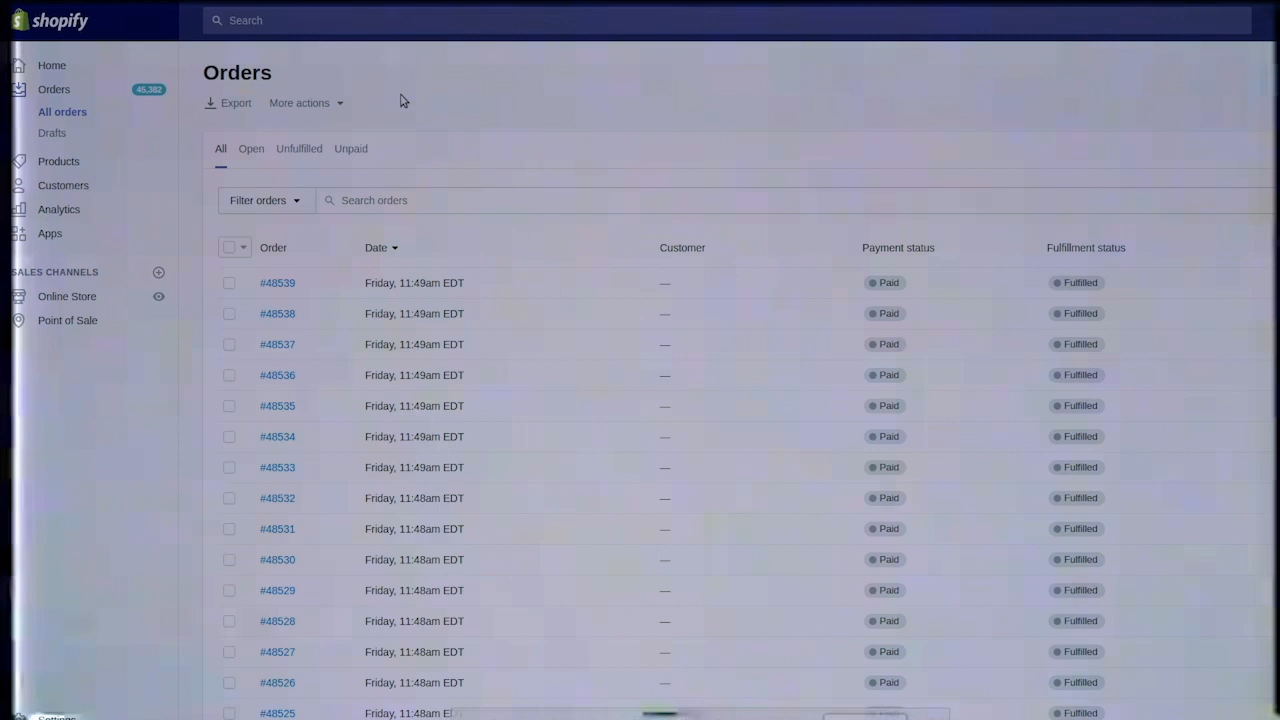 shopify
Search
Home
Orders 45,382
All orders
Drafts
Products
Customers
Analytics
Apps
SALES CHANNELS
Online Store
Point of Sale
Settings
Orders
Export More actions
All Open Unfulfilled Unpaid
Filter orders Search orders
Order Date Customer Payment status Fulfillment status
#48539 Friday, 11:49am EDT — Paid Fulfilled
#48538 Friday, 11:49am EDT — Paid Fulfilled
#48537 Friday, 11:49am EDT — Paid Fulfilled
#48536 Friday, 11:49am EDT — Paid Fulfilled
#48535 Friday, 11:49am EDT — Paid Fulfilled
#48534 Friday, 11:49am EDT — Paid Fulfilled
#48533 Friday, 11:49am EDT — Paid Fulfilled
#48532 Friday, 11:48am EDT — Paid Fulfilled
#48531 Friday, 11:48am EDT — Paid Fulfilled
#48530 Friday, 11:48am EDT — Paid Fulfilled
#48529 Friday, 11:48am EDT — Paid Fulfilled
#48528 Friday, 11:48am EDT — Paid Fulfilled
#48527 Friday, 11:48am EDT — Paid Fulfilled
#48526 Friday, 11:48am EDT — Paid Fulfilled
#48525 Friday, 11:48am EDT — Paid Fulfilled